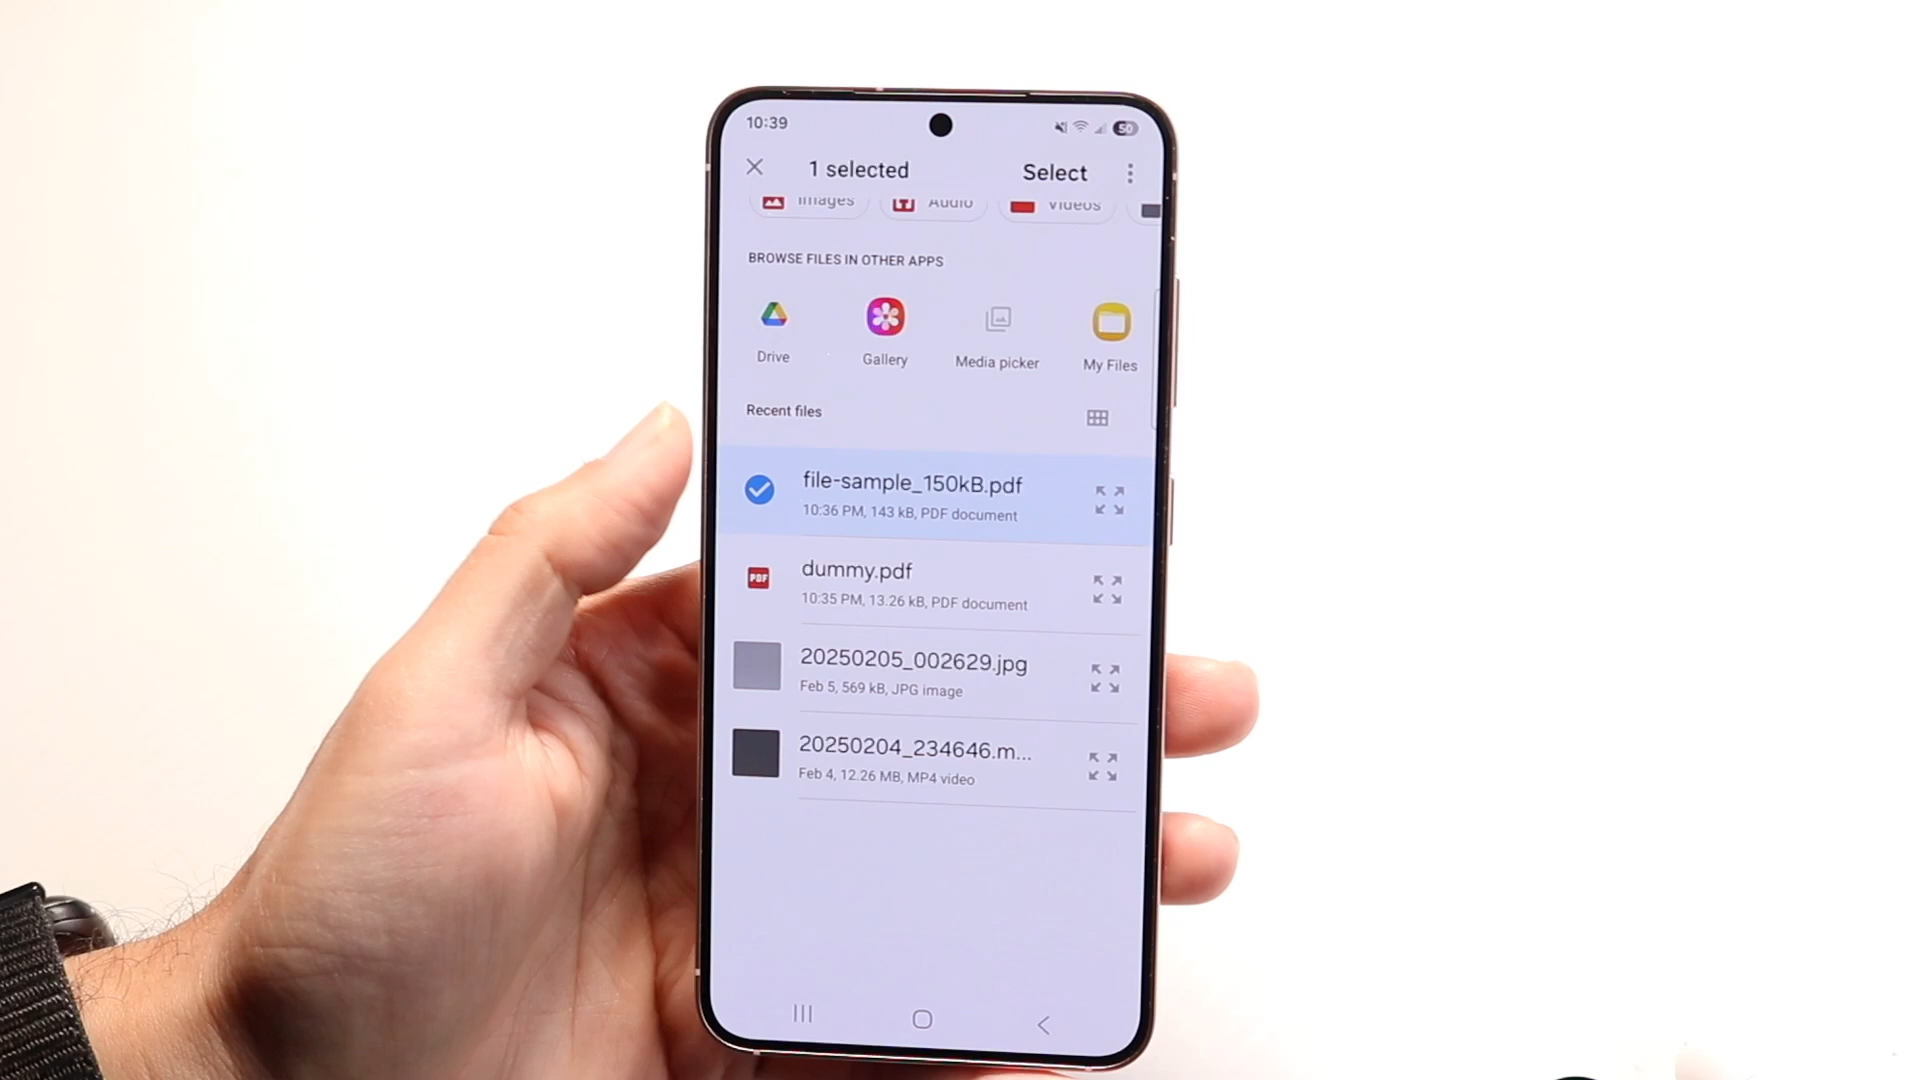 10:39
50
1 selected
Select
Images
Audio
Videos
BROWSE FILES IN OTHER APPS
Drive
Gallery
Media picker
My Files
Recent files
file-sample_150kB.pdf
10:36 PM, 143 kB, PDF document
PDF
dummy.pdf
10:35 PM, 13.26 kB, PDF document
20250205_002629.jpg
Feb 5, 569 kB, JPG image
20250204_234646.m...
Feb 4, 12.26 MB, MP4 video